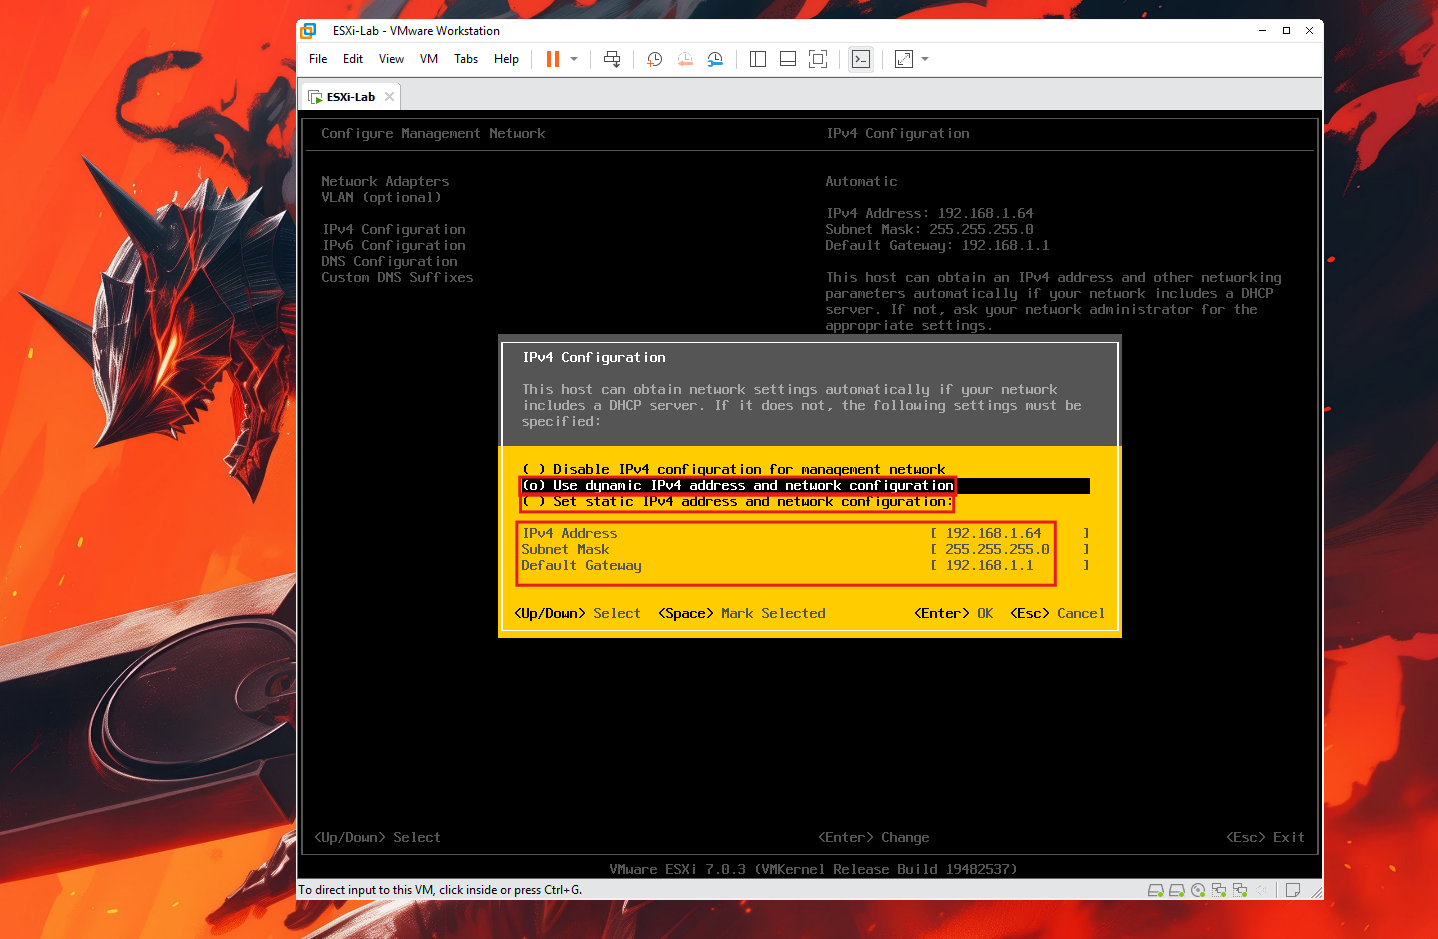 ESXi-Lab - VMware Workstation
File Edit View VM Tabs Help
ESXi-Lab
Configure Management Network
IPv4 Configuration
Network Adapters
VLAN (optional)
IPv4 Configuration
IPv6 Configuration
DNS Configuration
Custom DNS Suffixes
Automatic
IPv4 Address: 192.168.1.64
Subnet Mask: 255.255.255.0
Default Gateway: 192.168.1.1
This host can obtain an IPv4 address and other networking
parameters automatically if your network includes a DHCP
server. If not, ask your network administrator for the
appropriate settings.
IPv4 Configuration
This host can obtain network settings automatically if your network
includes a DHCP server. If it does not, the following settings must be
specified:
( ) Disable IPv4 configuration for management network
(o) Use dynamic IPv4 address and network configuration
( ) Set static IPv4 address and network configuration:
IPv4 Address [ 192.168.1.64 ]
Subnet Mask [ 255.255.255.0 ]
Default Gateway [ 192.168.1.1 ]
<Up/Down> Select <Space> Mark Selected <Enter> OK <Esc> Cancel
<Up/Down> Select <Enter> Change <Esc> Exit
VMware ESXi 7.0.3 (VMKernel Release Build 19482537)
To direct input to this VM, click inside or press Ctrl+G.